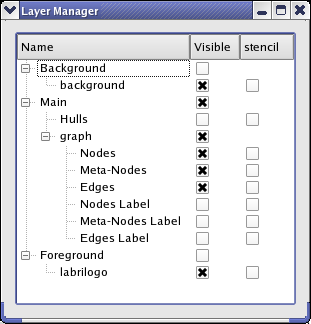 Layer Manager
Name Visible stencil
Background
background
Main
Hulls
graph
Nodes
Meta-Nodes
Edges
Nodes Label
Meta-Nodes Label
Edges Label
Foreground
labrilogo